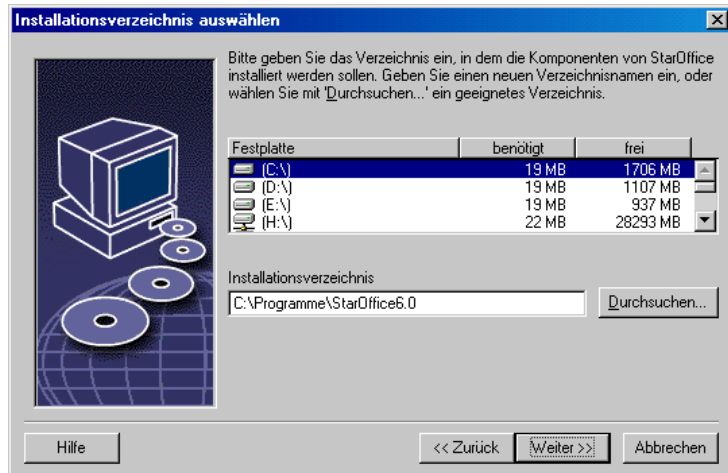 Installationsverzeichnis auswählen
Bitte geben Sie das Verzeichnis ein, in dem die Komponenten von StarOffice
installiert werden sollen. Geben Sie einen neuen Verzeichnisnamen ein, oder
wählen Sie mit 'Durchsuchen...' ein geeignetes Verzeichnis.
Festplatte benötigt frei
(C:\) 19 MB 1706 MB
(D:\) 19 MB 1107 MB
(E:\) 19 MB 937 MB
(H:\) 22 MB 28293 MB
Installationsverzeichnis
C:\Programme\StarOffice6.0 Durchsuchen...
Hilfe << Zurück Weiter >> Abbrechen